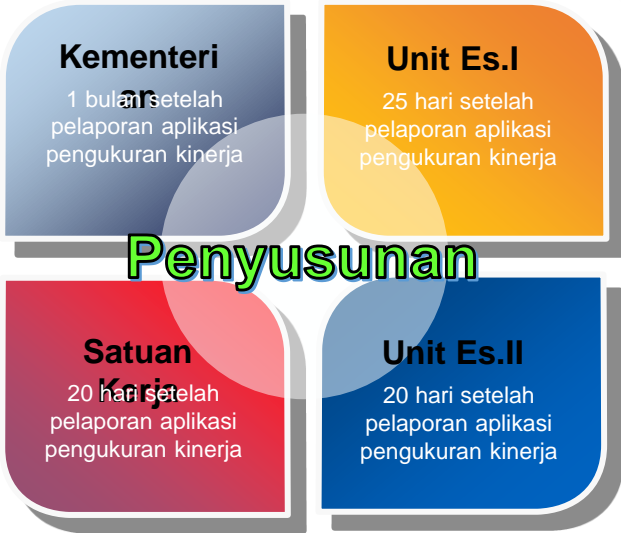 Kementeri
an
1 bulan setelah
pelaporan aplikasi
pengukuran kinerja
Unit Es.I
25 hari setelah
pelaporan aplikasi
pengukuran kinerja
Penyusunan
Satuan
Kerja
20 hari setelah
pelaporan aplikasi
pengukuran kinerja
Unit Es.II
20 hari setelah
pelaporan aplikasi
pengukuran kinerja